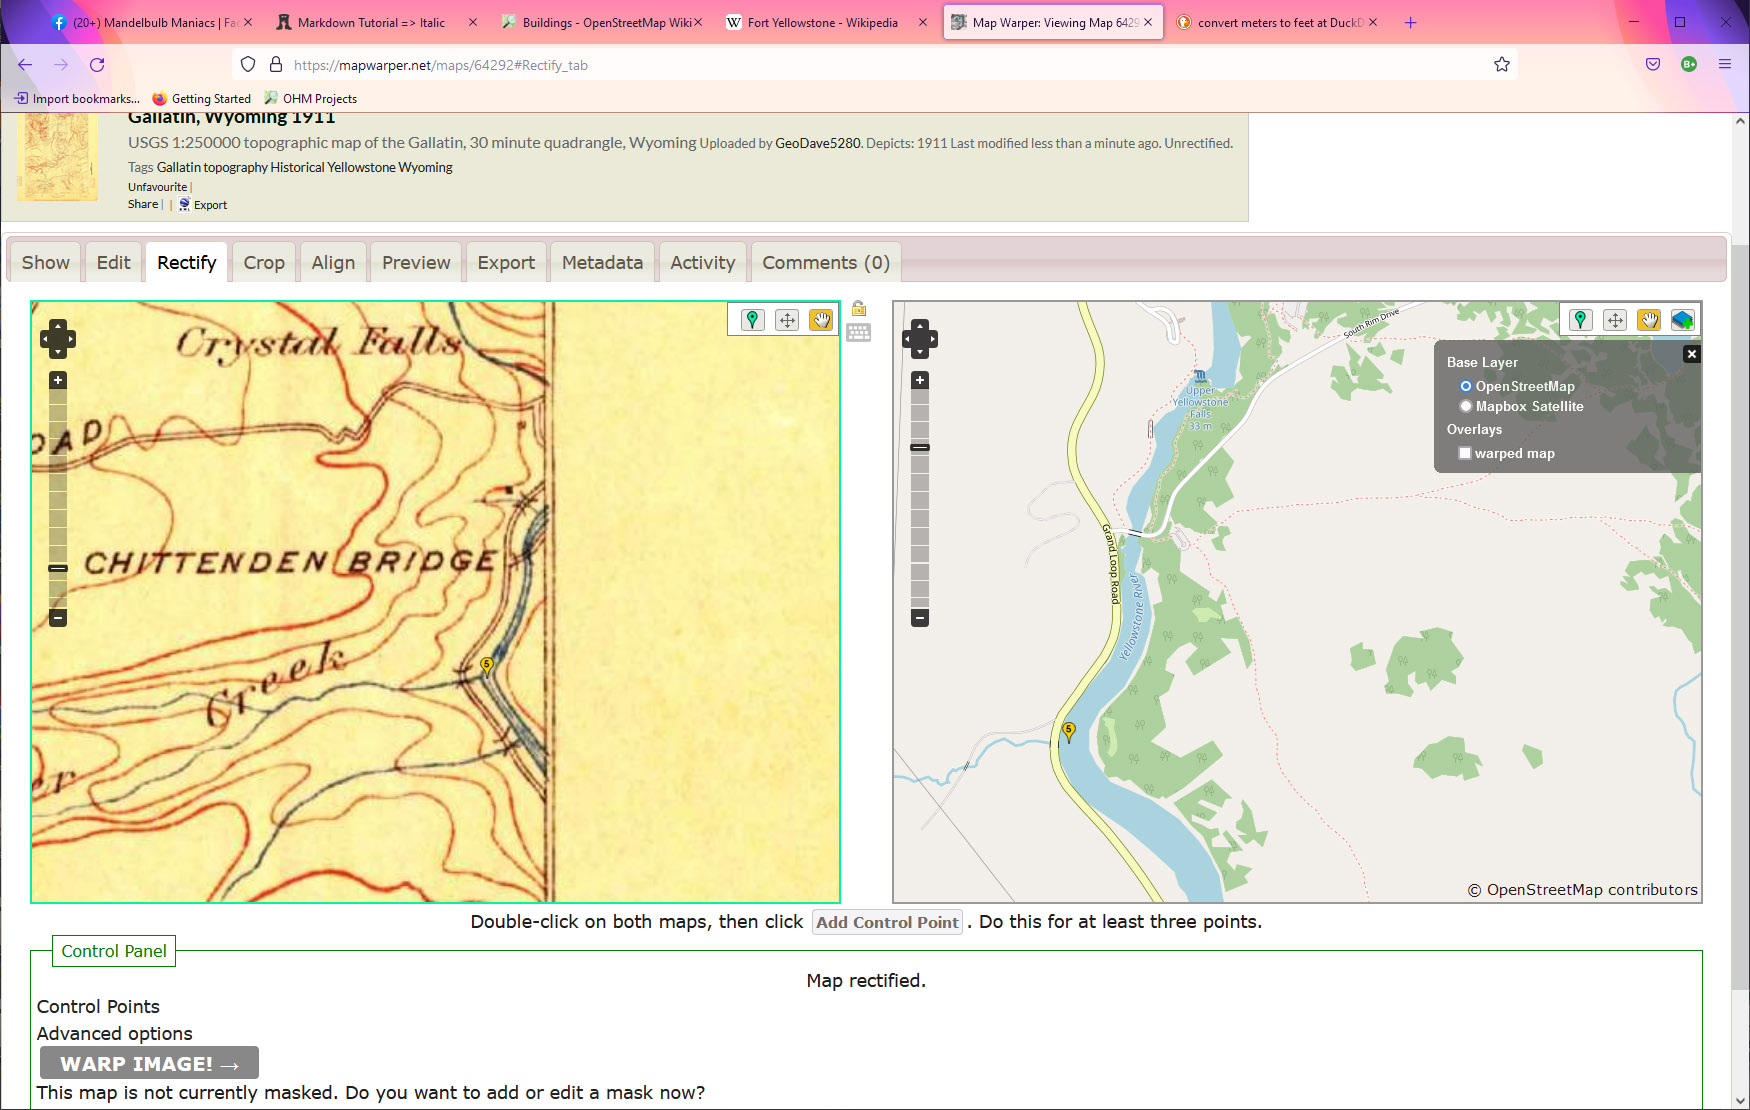 (20+) Mandelbulb Maniacs | Fa
Markdown Tutorial => Italic
Buildings - OpenStreetMap Wiki
W Fort Yellowstone - Wikipedia
Map Warper: Viewing Map 6429
convert meters to feet at DuckD
https://mapwarper.net/maps/64292#Rectify_tab
B+
Import bookmarks...
Getting Started
OHM Projects
Gallatin, Wyoming 1911
USGS 1:250000 topographic map of the Gallatin, 30 minute quadrangle, Wyoming Uploaded by GeoDave5280. Depicts: 1911 Last modified less than a minute ago. Unrectified.
Tags Gallatin topography Historical Yellowstone Wyoming
Unfavourite |
Share | | Export
Show
Edit
Rectify
Crop
Align
Preview
Export
Metadata
Activity
Comments (0)
Crystal Falls
OAD
CHITTENDEN BRIDGE
5
Creek
er
South Rim Drive
Upper
Yellowstone
Falls
33 m
Grand Loop Road
Yellowstone River
5
Base Layer
OpenStreetMap
Mapbox Satellite
Overlays
warped map
© OpenStreetMap contributors
Double-click on both maps, then click Add Control Point . Do this for at least three points.
Control Panel
Map rectified.
Control Points
Advanced options
WARP IMAGE! →
This map is not currently masked. Do you want to add or edit a mask now?